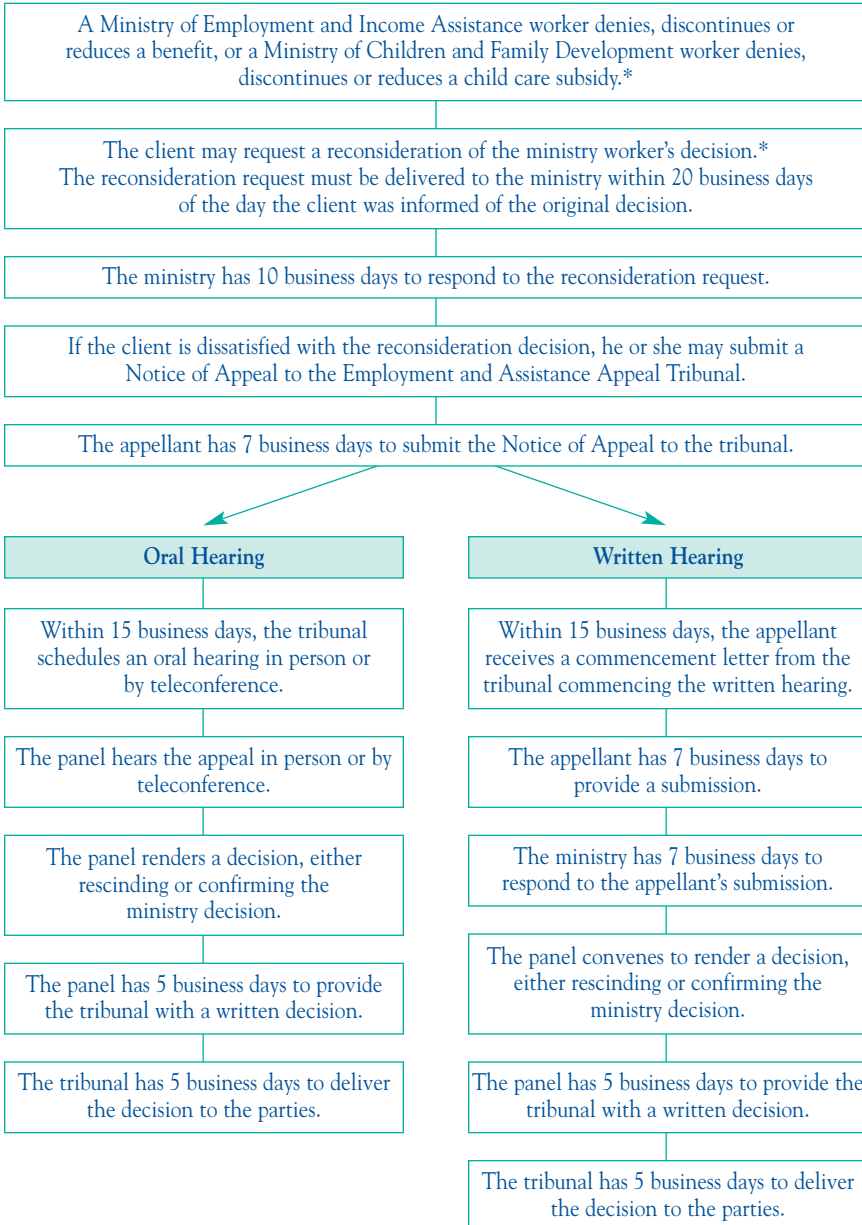 A Ministry of Employment and Income Assistance worker denies, discontinues or
reduces a benefit, or a Ministry of Children and Family Development worker denies,
discontinues or reduces a child care subsidy.*
The client may request a reconsideration of the ministry worker's decision.*
The reconsideration request must be delivered to the ministry within 20 business days
of the day the client was informed of the original decision.
The ministry has 10 business days to respond to the reconsideration request.
If the client is dissatisfied with the reconsideration decision, he or she may submit a
Notice of Appeal to the Employment and Assistance Appeal Tribunal.
The appellant has 7 business days to submit the Notice of Appeal to the tribunal.
Oral Hearing
Within 15 business days, the tribunal
schedules an oral hearing in person or
by teleconference.
The panel hears the appeal in person or by
teleconference.
The panel renders a decision, either
rescinding or confirming the
ministry decision.
The panel has 5 business days to provide
the tribunal with a written decision.
The tribunal has 5 business days to deliver
the decision to the parties.
Written Hearing
Within 15 business days, the appellant
receives a commencement letter from the
tribunal commencing the written hearing.
The appellant has 7 business days to
provide a submission.
The ministry has 7 business days to
respond to the appellant's submission.
The panel convenes to render a decision,
either rescinding or confirming the
ministry decision.
The panel has 5 business days to provide the
tribunal with a written decision.
The tribunal has 5 business days to deliver
the decision to the parties.